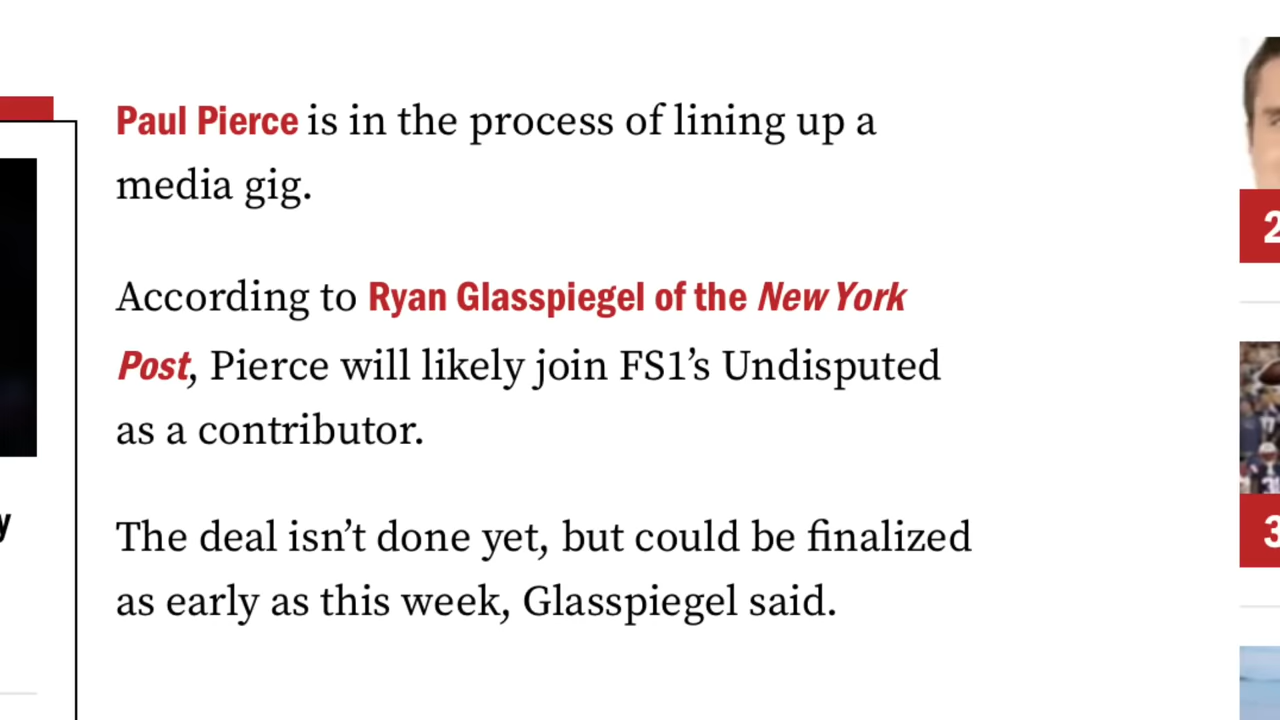 Paul Pierce is in the process of lining up a
media gig.
According to Ryan Glasspiegel of the New York
Post, Pierce will likely join FS1’s Undisputed
as a contributor.
The deal isn’t done yet, but could be finalized
as early as this week, Glasspiegel said.
y
2
3